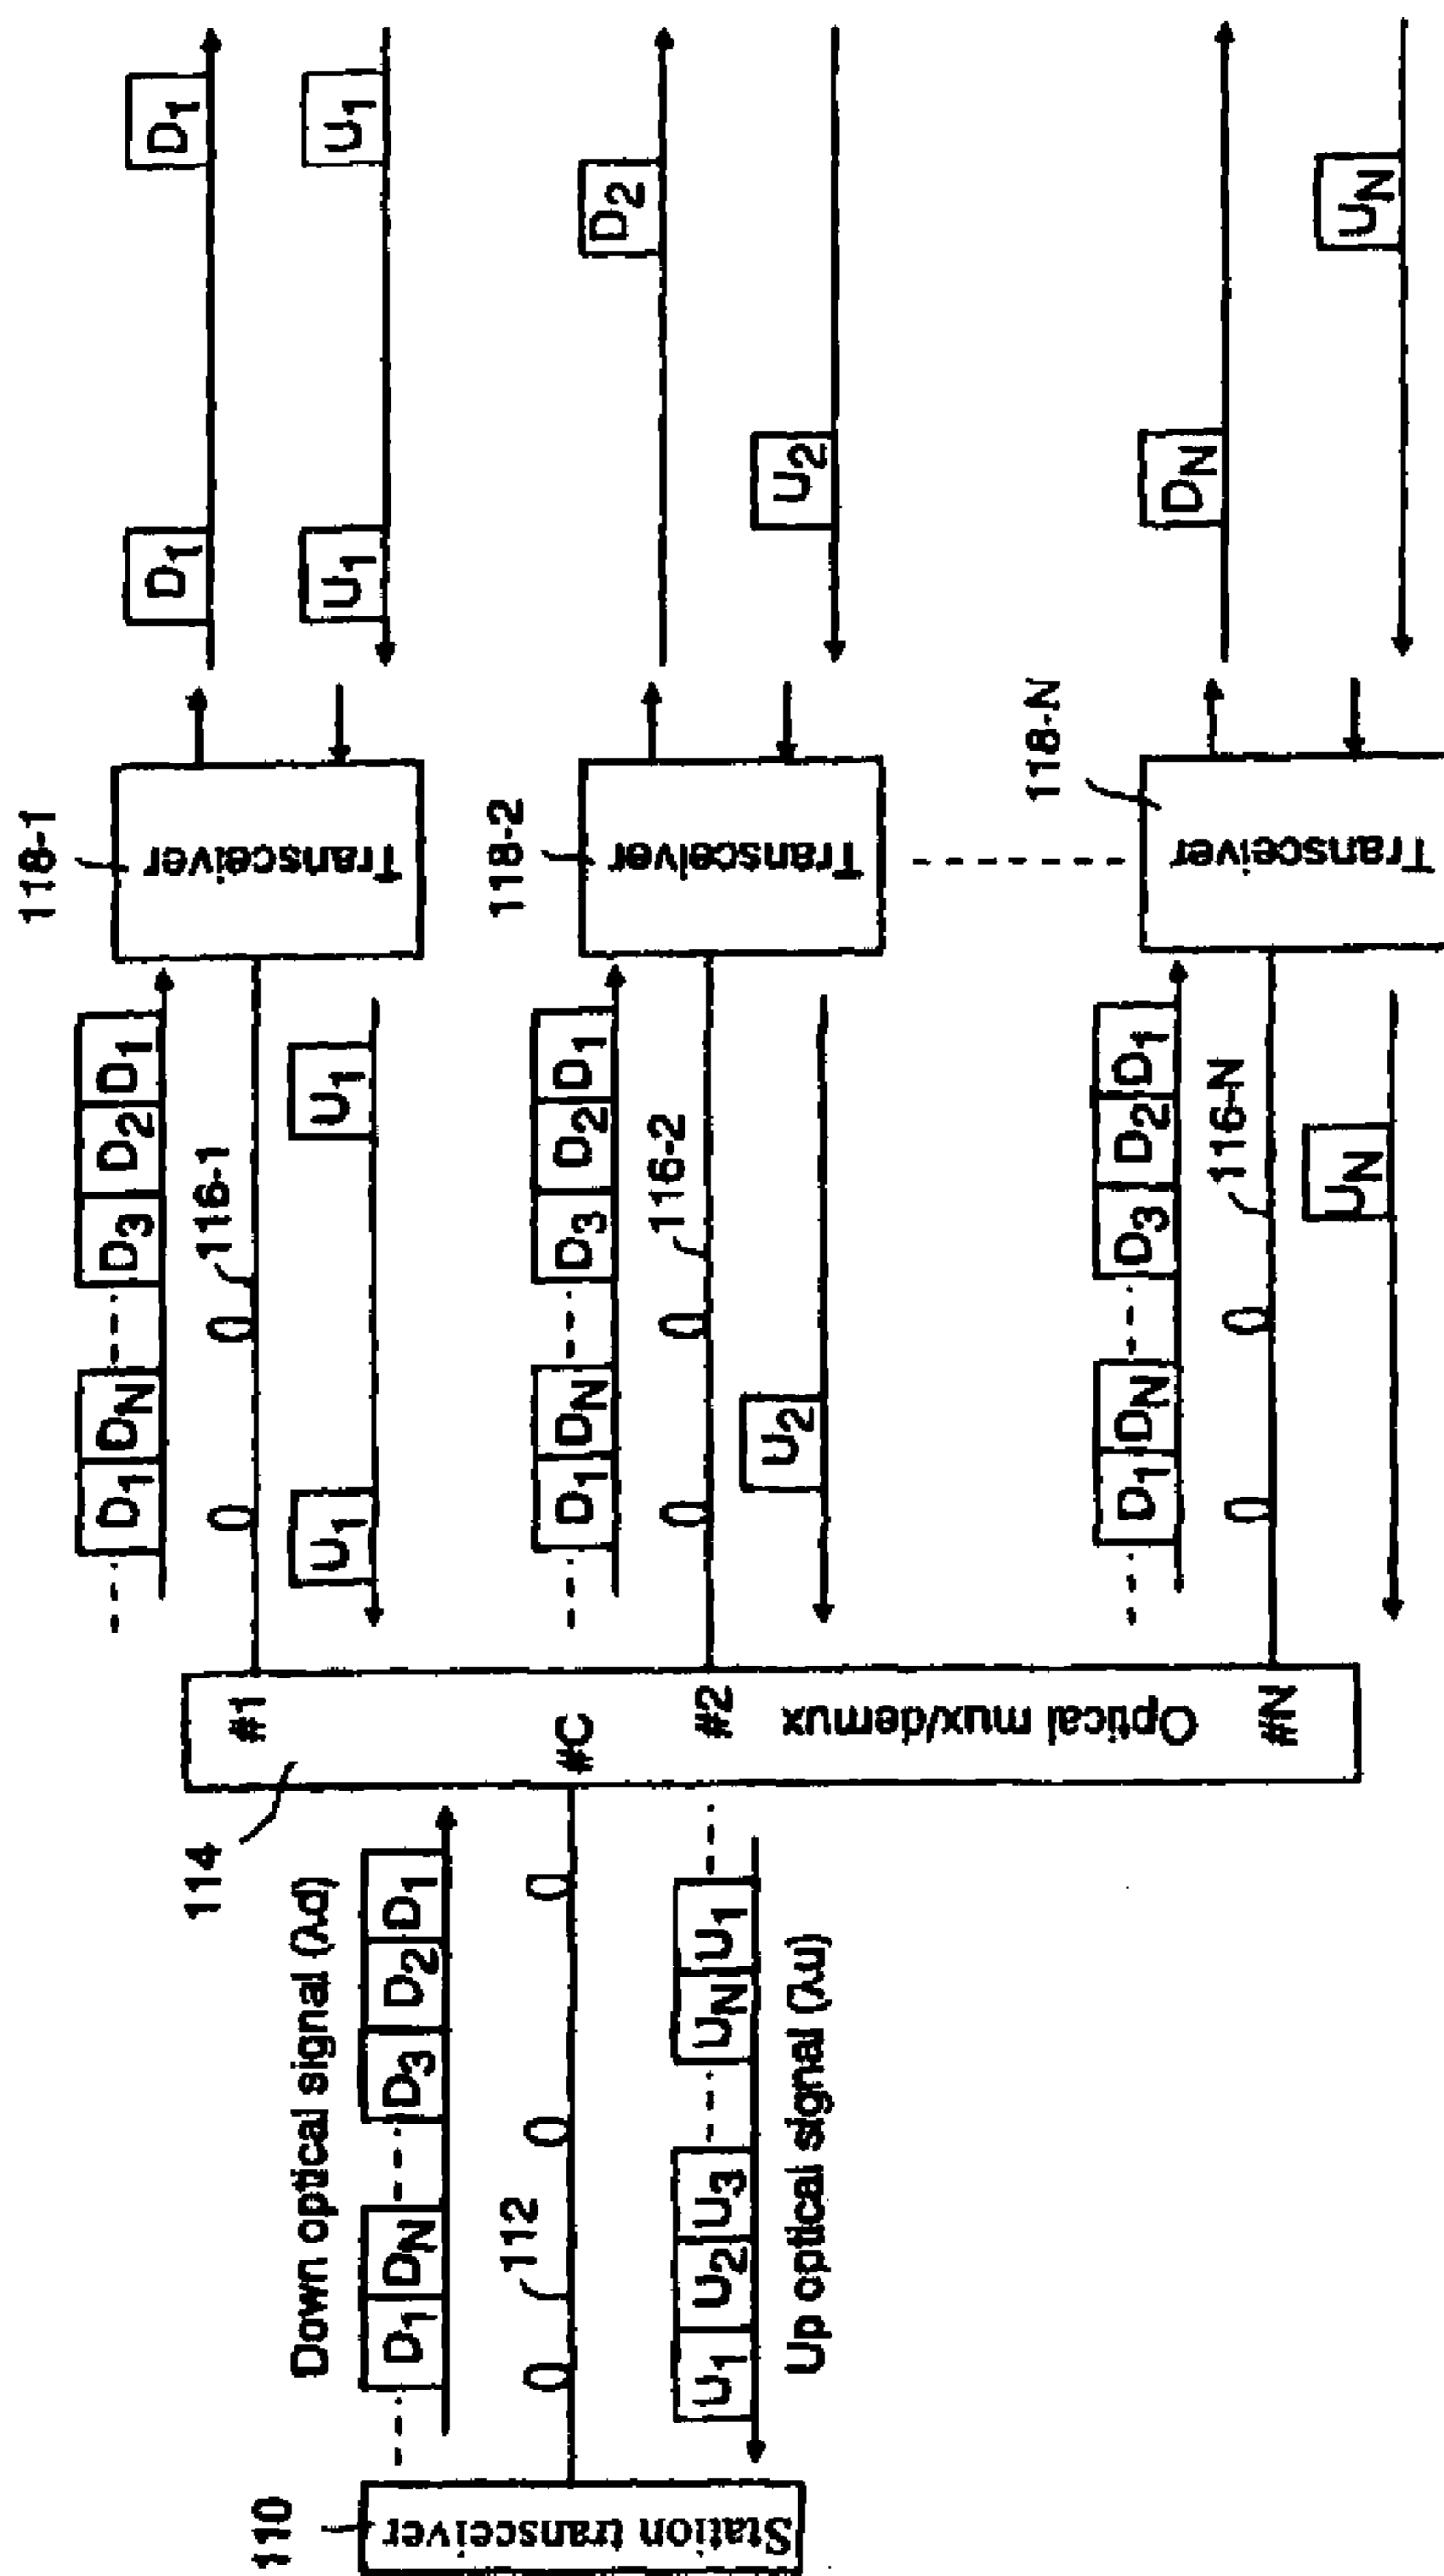 110
Station transceiver
Down optical signal (λd)
D1 DN D3 D2 D1
112
U1 U2 U3 UN U1
Up optical signal (λu)
114
#1
#C
#2
Optical mux/demux
#N
D1 DN D3 D2 D1
116-1
U1 U1
118-1
Transceiver
D1 D1
U1 U1
D1 DN D3 D2 D1
116-2
U2
118-2
Transceiver
D2
U2
D1 DN D3 D2 D1
116-N
UN
118-N
Transceiver
DN
UN